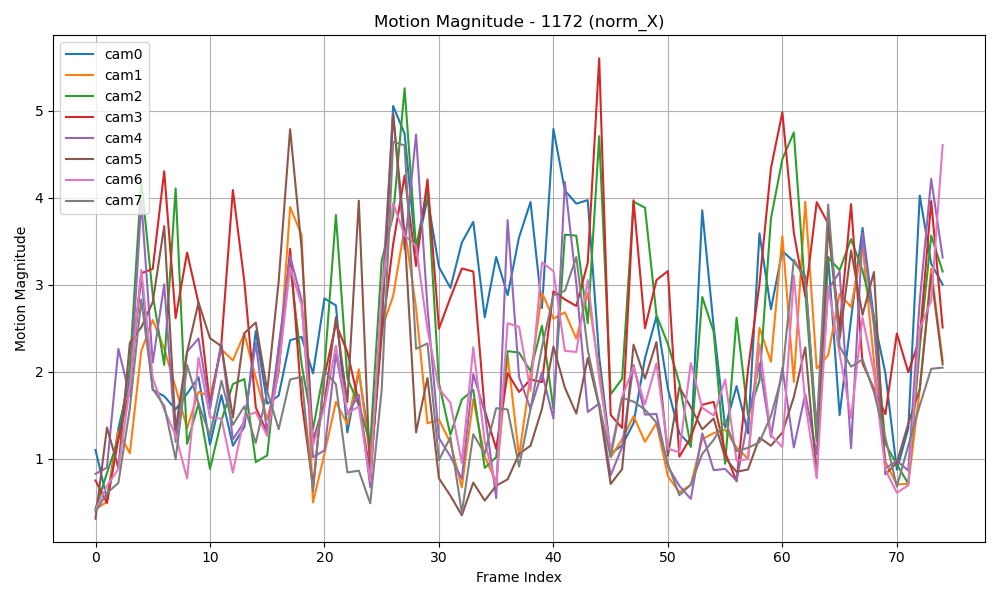 Motion Magnitude - 1172 (norm_X)
cam0
cam1
cam2
cam3
cam4
cam5
cam6
cam7
Motion Magnitude
5
4
3
2
1
0 10 20 30 40 50 60 70
Frame Index